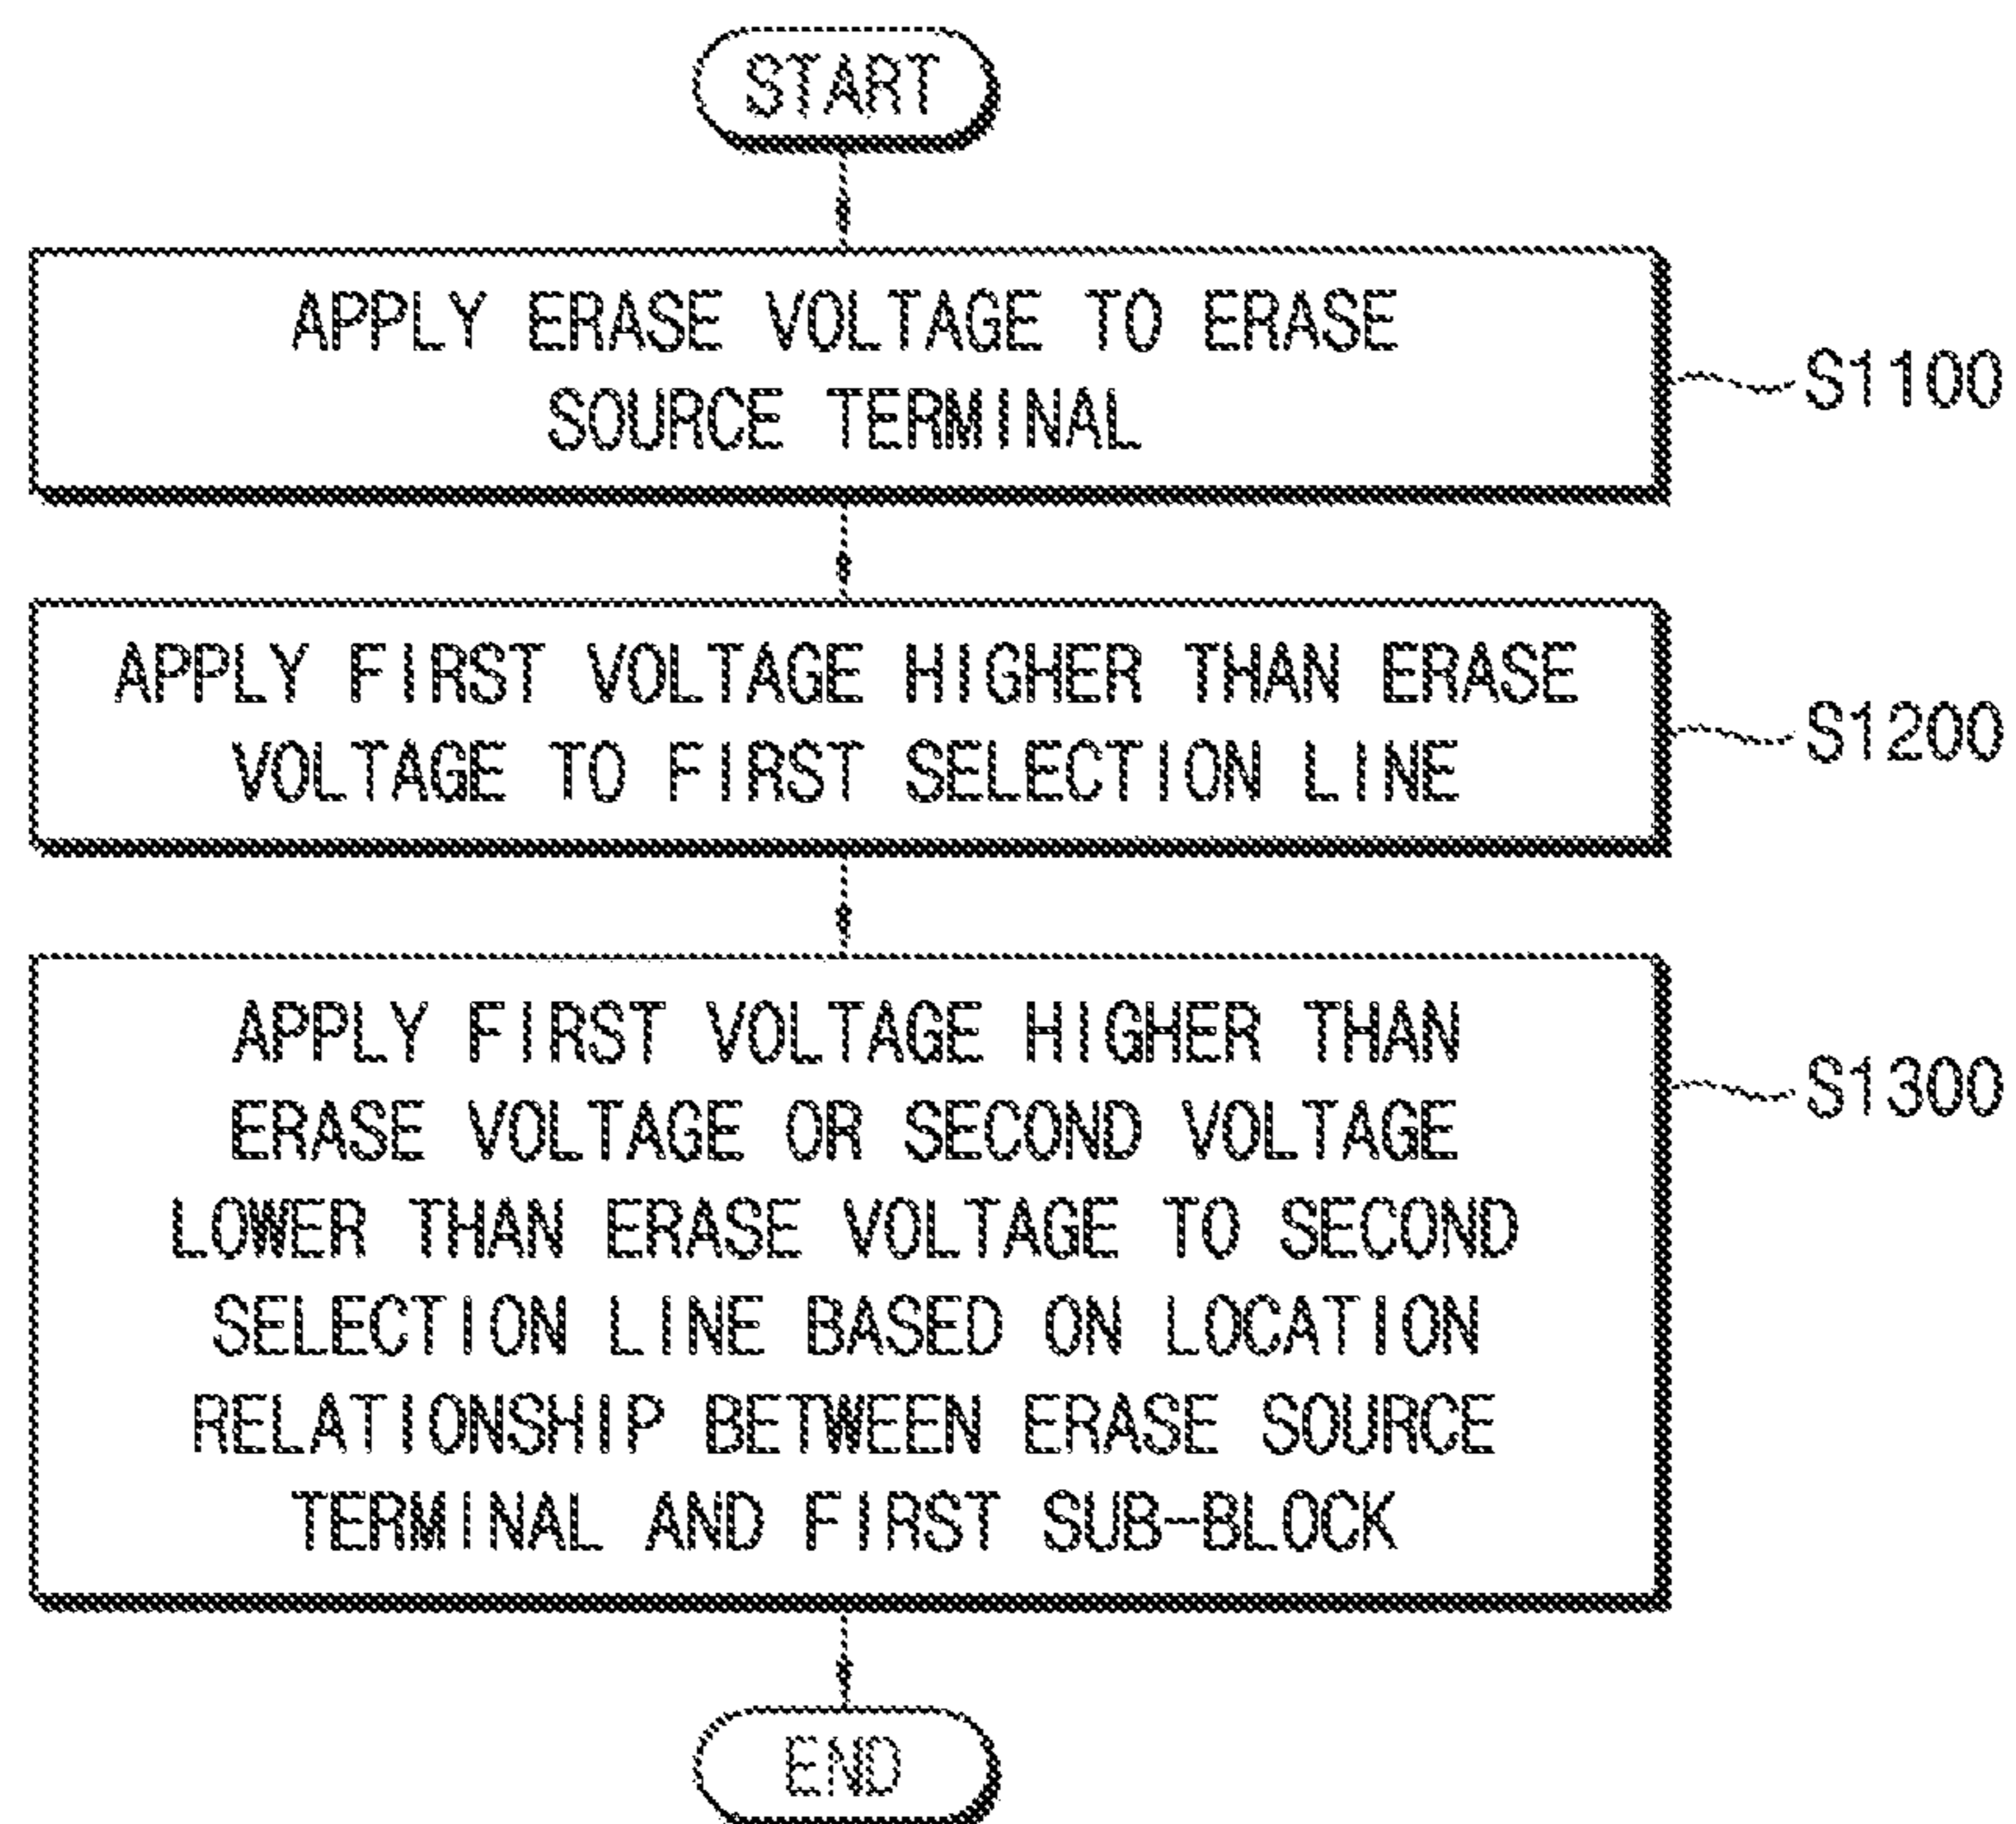 START
APPLY ERASE VOLTAGE TO ERASE
SOURCE TERMINAL
S1100
APPLY FIRST VOLTAGE HIGHER THAN ERASE
VOLTAGE TO FIRST SELECTION LINE
S1200
APPLY FIRST VOLTAGE HIGHER THAN
ERASE VOLTAGE OR SECOND VOLTAGE
LOWER THAN ERASE VOLTAGE TO SECOND
SELECTION LINE BASED ON LOCATION
RELATIONSHIP BETWEEN ERASE SOURCE
TERMINAL AND FIRST SUB-BLOCK
S1300
END